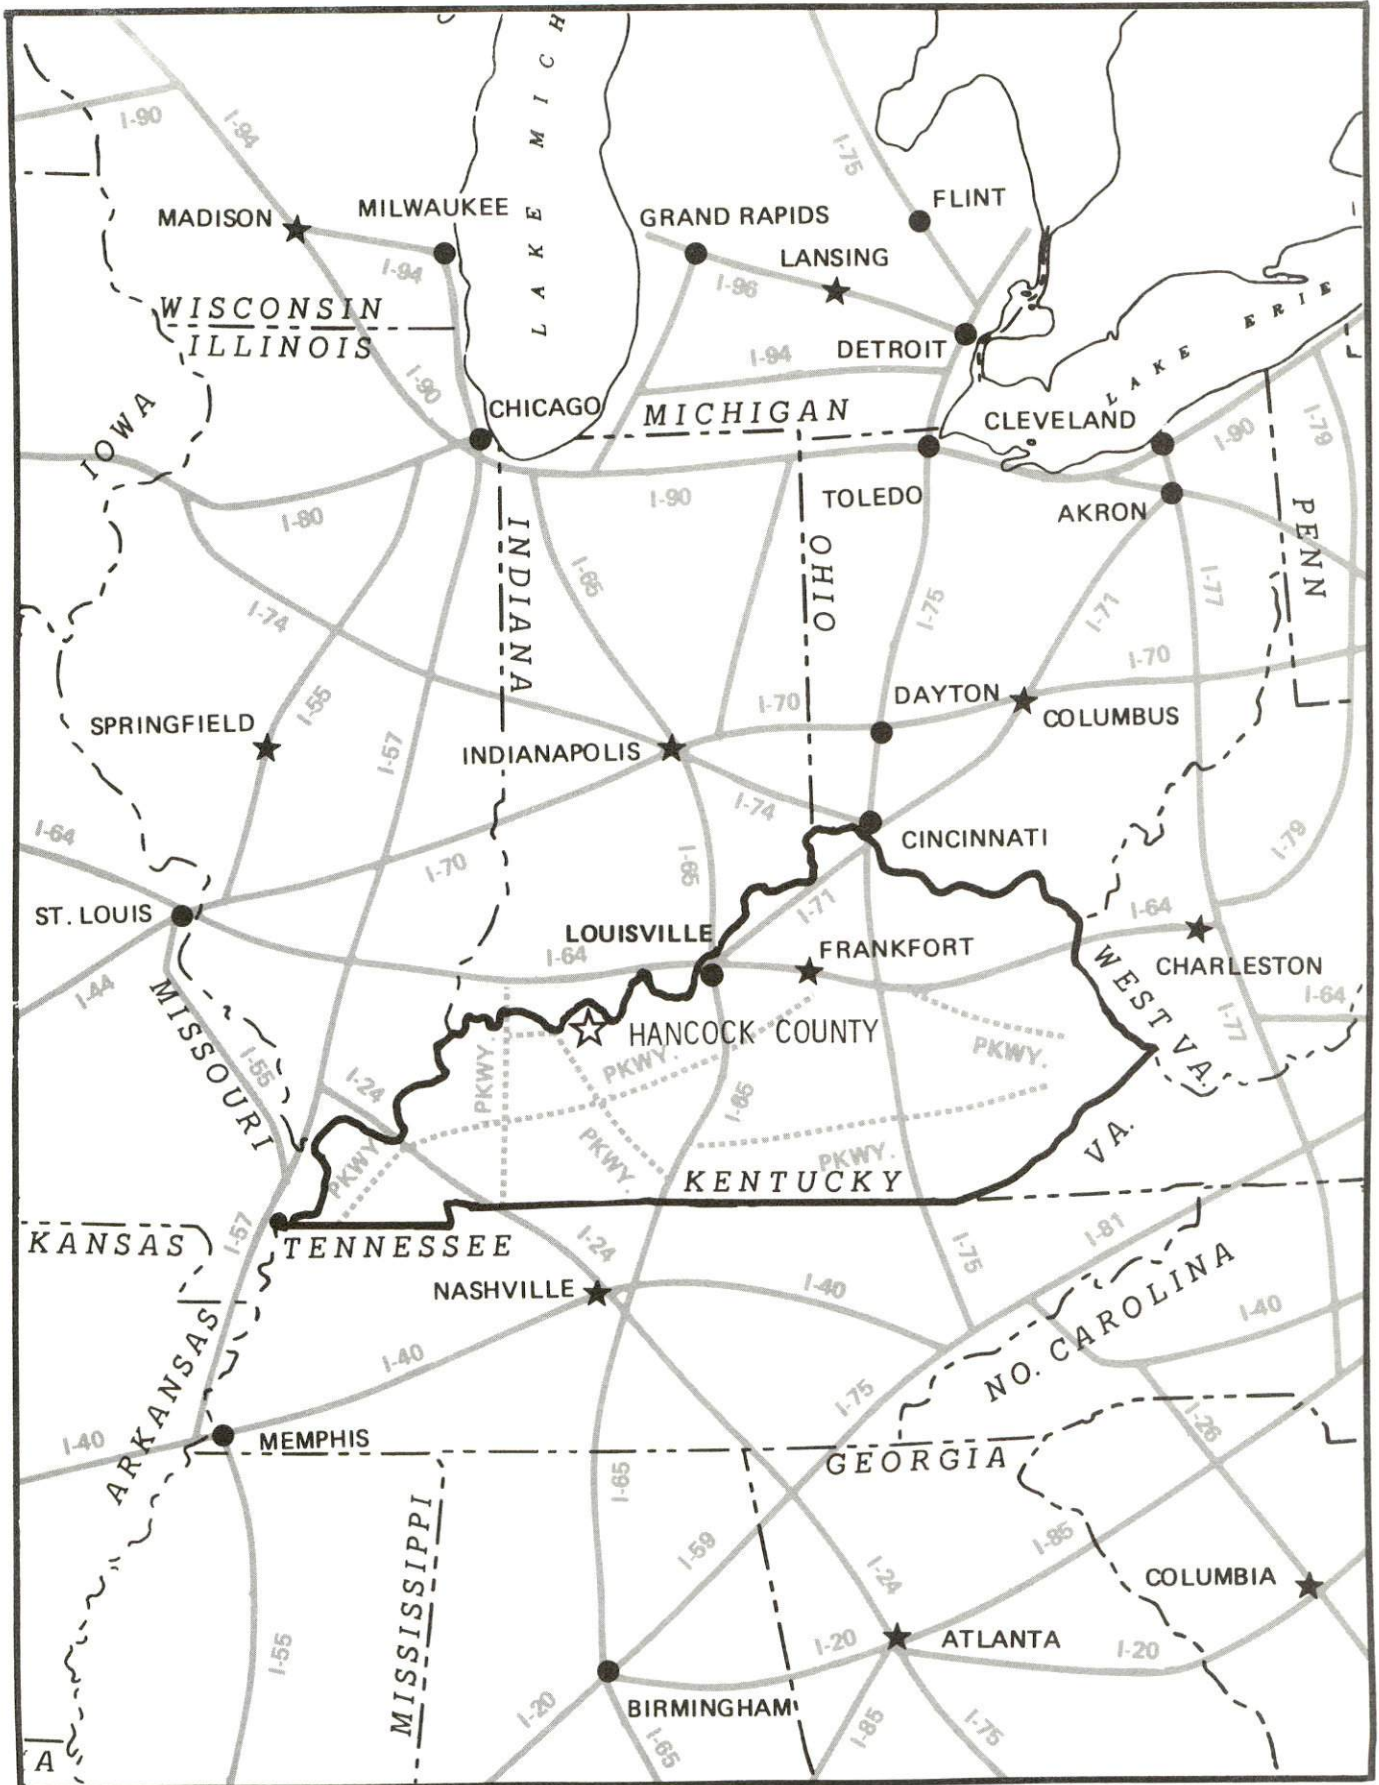 LAKE MICH
I-90
I-94
I-75
MADISON
MILWAUKEE
GRAND RAPIDS
FLINT
LANSING
I-94
I-96
WISCONSIN
ILLINOIS
DETROIT
I-94
LAKE ERIE
I-90
IOWA
CHICAGO
MICHIGAN
CLEVELAND
I-90
I-79
I-80
I-90
TOLEDO
AKRON
PENN
INDIANA
OHIO
I-65
I-74
I-75
I-71
I-77
I-70
SPRINGFIELD
I-55
I-57
INDIANAPOLIS
I-70
DAYTON
COLUMBUS
I-74
I-64
I-70
I-65
CINCINNATI
I-79
ST. LOUIS
I-71
I-64
LOUISVILLE
I-64
FRANKFORT
WEST VA.
CHARLESTON
I-44
MISSOURI
I-64
I-77
HANCOCK COUNTY
PKWY.
PKWY.
PKWY.
I-55
I-24
I-65
PKWY.
PKWY.
PKWY.
VA.
KENTUCKY
KANSAS
I-57
TENNESSEE
I-24
I-75
I-81
NASHVILLE
I-40
NO. CAROLINA
I-40
ARKANSAS
I-40
I-75
I-26
I-40
MEMPHIS
GEORGIA
MISSISSIPPI
I-65
I-59
I-24
I-85
COLUMBIA
I-55
I-20
ATLANTA
I-20
I-20
BIRMINGHAM
I-65
I-85
I-75
A